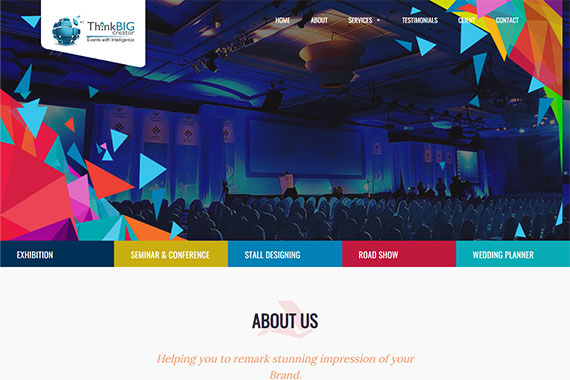 ThinkBIG
creator
Events with Intelligence
HOME ABOUT SERVICES TESTIMONIALS CLIENT CONTACT
EXHIBITION SEMINAR & CONFERENCE STALL DESIGNING ROAD SHOW WEDDING PLANNER
ABOUT US
Helping you to remark stunning impression of your
Brand.